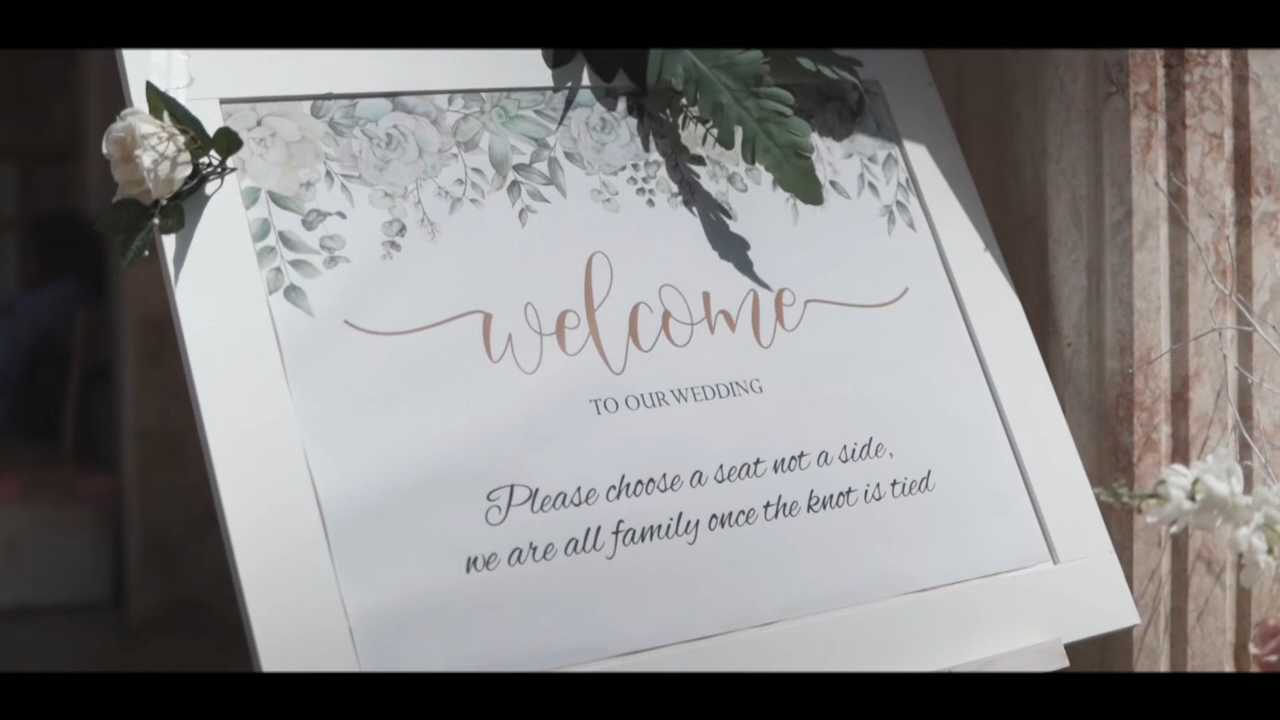 welcome
TO OUR WEDDING
Please choose a seat not a side,
we are all family once the knot is tied